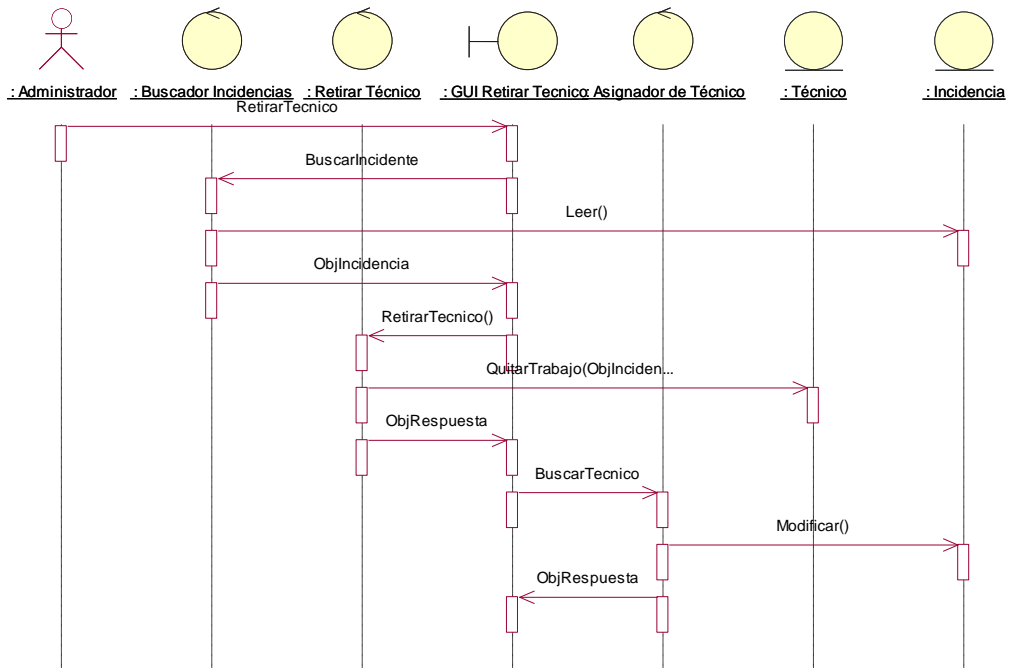 : Administrador
: Buscador Incidencias
: Retirar Técnico
: GUI Retirar Tecnico
: Asignador de Técnico
: Técnico
: Incidencia
RetirarTecnico
BuscarIncidente
Leer()
ObjIncidencia
RetirarTecnico()
QuitarTrabajo(ObjInciden...
ObjRespuesta
BuscarTecnico
Modificar()
ObjRespuesta